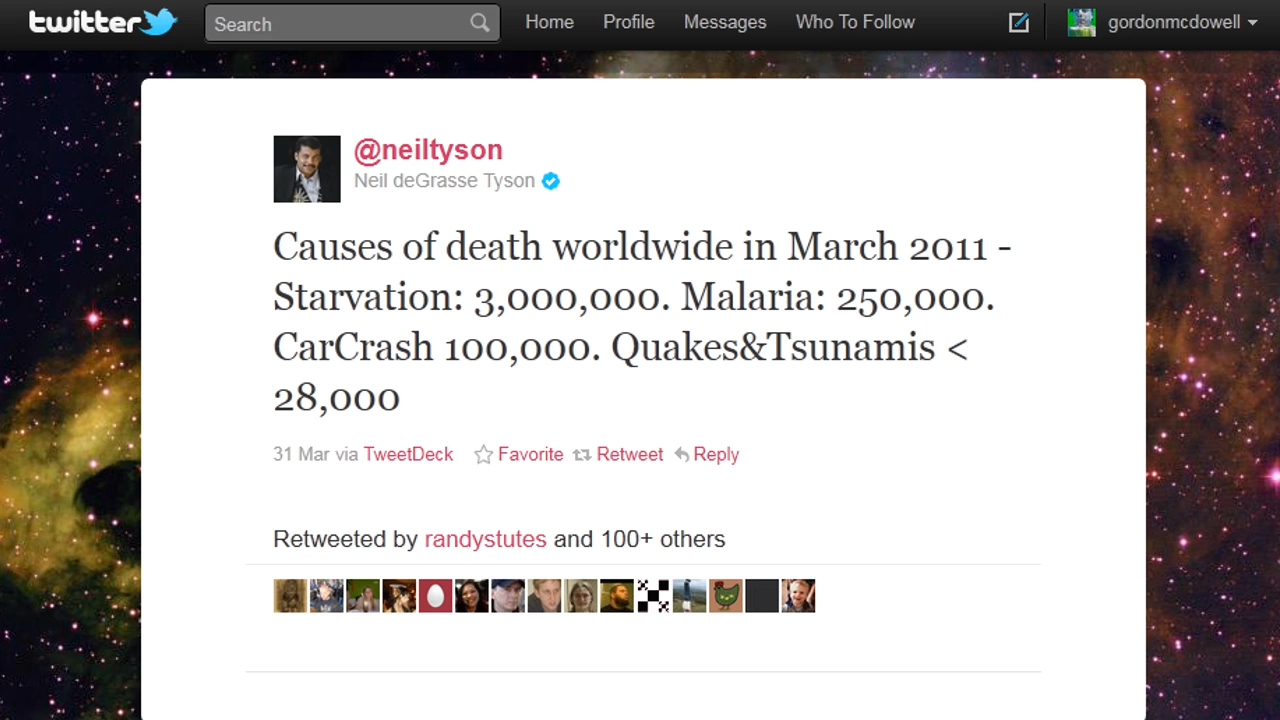 twitter Search Home Profile Messages Who To Follow gordonmcdowell
@neiltyson
Neil deGrasse Tyson
Causes of death worldwide in March 2011 -
Starvation: 3,000,000. Malaria: 250,000.
CarCrash 100,000. Quakes&Tsunamis <
28,000
31 Mar via TweetDeck Favorite Retweet Reply
Retweeted by randystutes and 100+ others